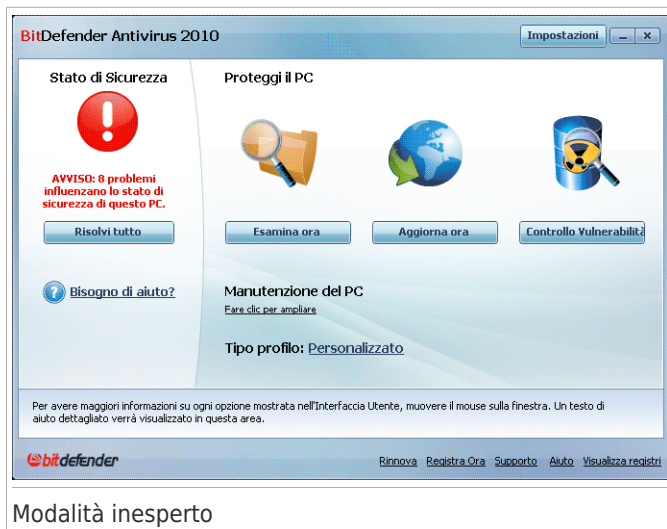 BitDefender Antivirus 2010
Impostazioni
Stato di Sicurezza
AVVISO: 8 problemi
influenzano lo stato di
sicurezza di questo PC.
Risolvi tutto
Bisogno di aiuto?
Proteggi il PC
Esamina ora
Aggiorna ora
Controllo Vulnerabilità
Manutenzione del PC
Fare clic per ampliare
Tipo profilo: Personalizzato
Per avere maggiori informazioni su ogni opzione mostrata nell'Interfaccia Utente, muovere il mouse sulla finestra. Un testo di
aiuto dettagliato verrà visualizzato in questa area.
bitdefender
Rinnova Registra Ora Supporto Aiuto Visualizza registri
Modalità inesperto